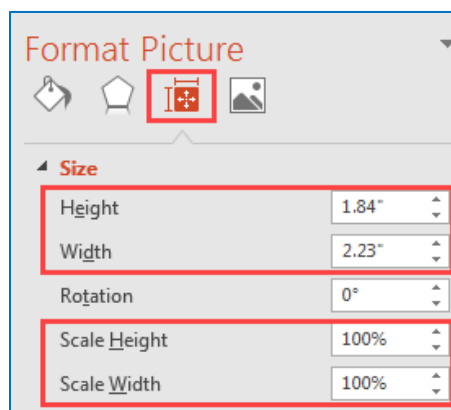 Format Picture
Size
Height 1.84"
Width 2.23"
Rotation 0°
Scale Height 100%
Scale Width 100%